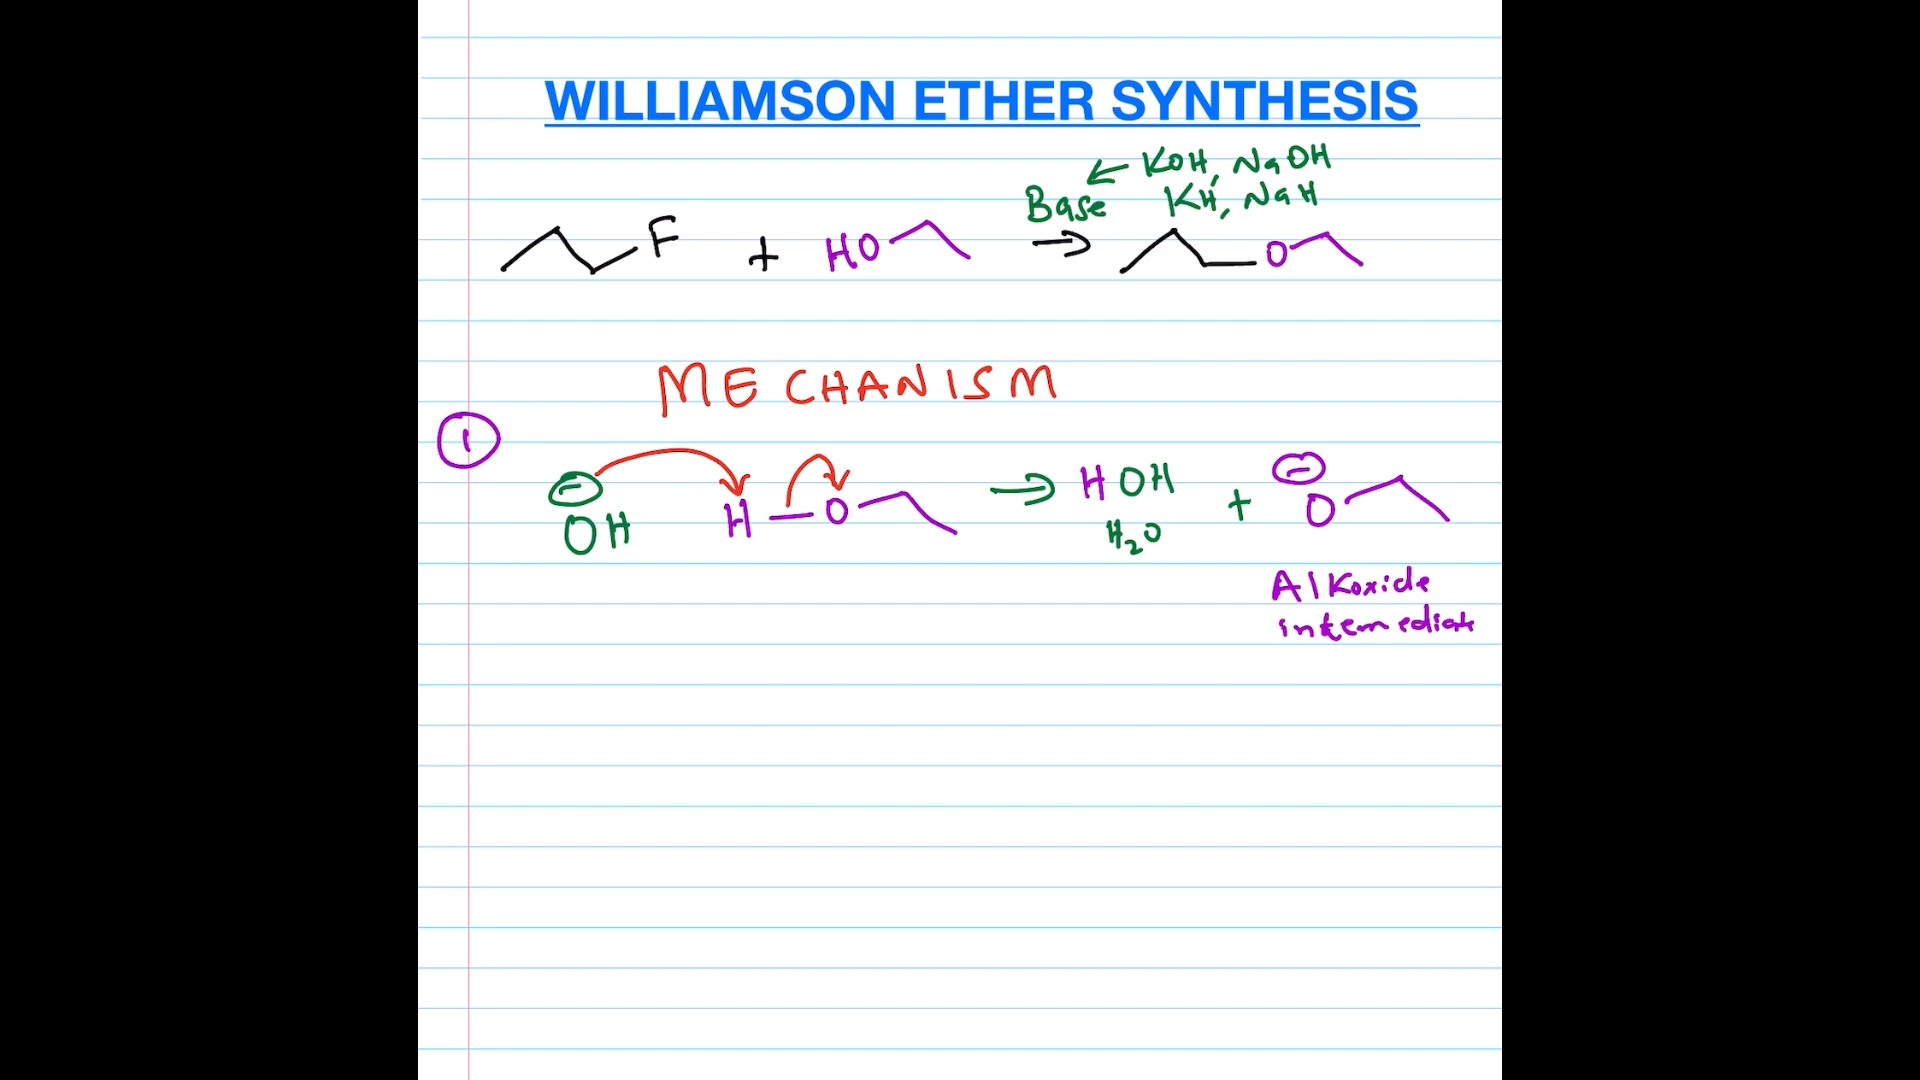 WILLIAMSON ETHER SYNTHESIS
← KOH, NaOH
Base KH, NaH
F + HO → O
MECHANISM
1
⊖ ⊖
OH H — O → HOH + O
H₂O
Alkoxide
intermediate